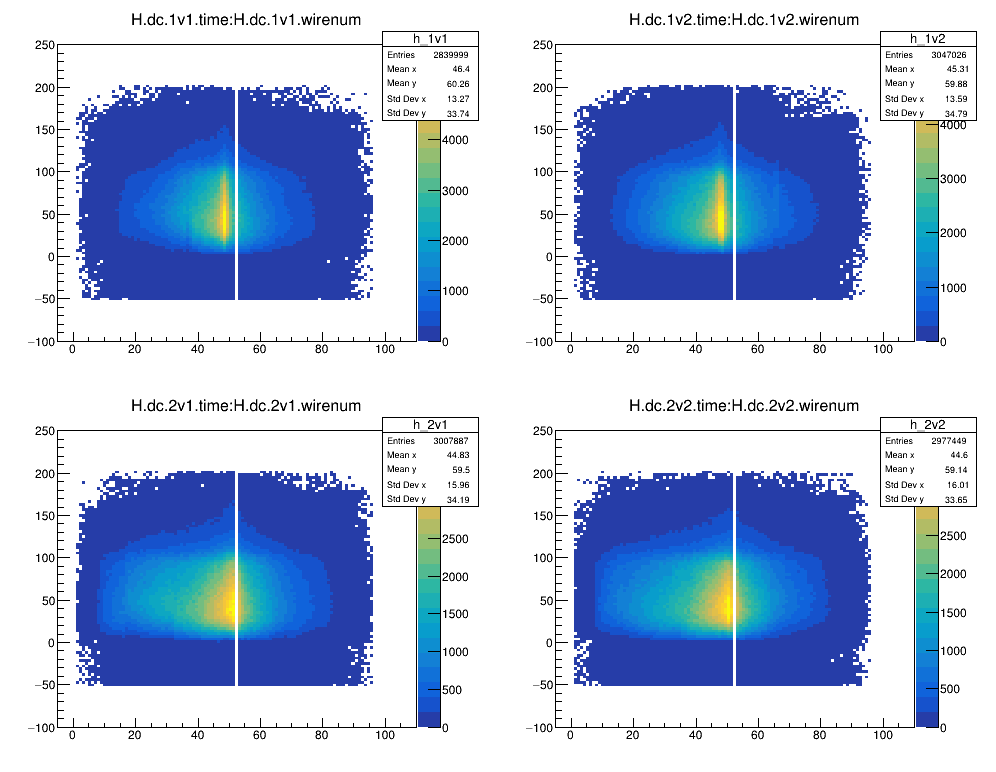 H.dc.1v1.time:H.dc.1v1.wirenum
h_1v1
Entries 2839999
Mean x 46.4
Mean y 60.26
Std Dev x 13.27
Std Dev y 33.74
250
200
150
100
50
0
−50
−100
0 20 40 60 80 100
4000
3000
2000
1000
0
H.dc.1v2.time:H.dc.1v2.wirenum
h_1v2
Entries 3047026
Mean x 45.31
Mean y 59.88
Std Dev x 13.59
Std Dev y 34.79
250
200
150
100
50
0
−50
−100
0 20 40 60 80 100
4000
3000
2000
1000
0
H.dc.2v1.time:H.dc.2v1.wirenum
h_2v1
Entries 3007887
Mean x 44.83
Mean y 59.5
Std Dev x 15.96
Std Dev y 34.19
250
200
150
100
50
0
−50
−100
0 20 40 60 80 100
2500
2000
1500
1000
500
0
H.dc.2v2.time:H.dc.2v2.wirenum
h_2v2
Entries 2977449
Mean x 44.6
Mean y 59.14
Std Dev x 16.01
Std Dev y 33.65
250
200
150
100
50
0
−50
−100
0 20 40 60 80 100
2500
2000
1500
1000
500
0